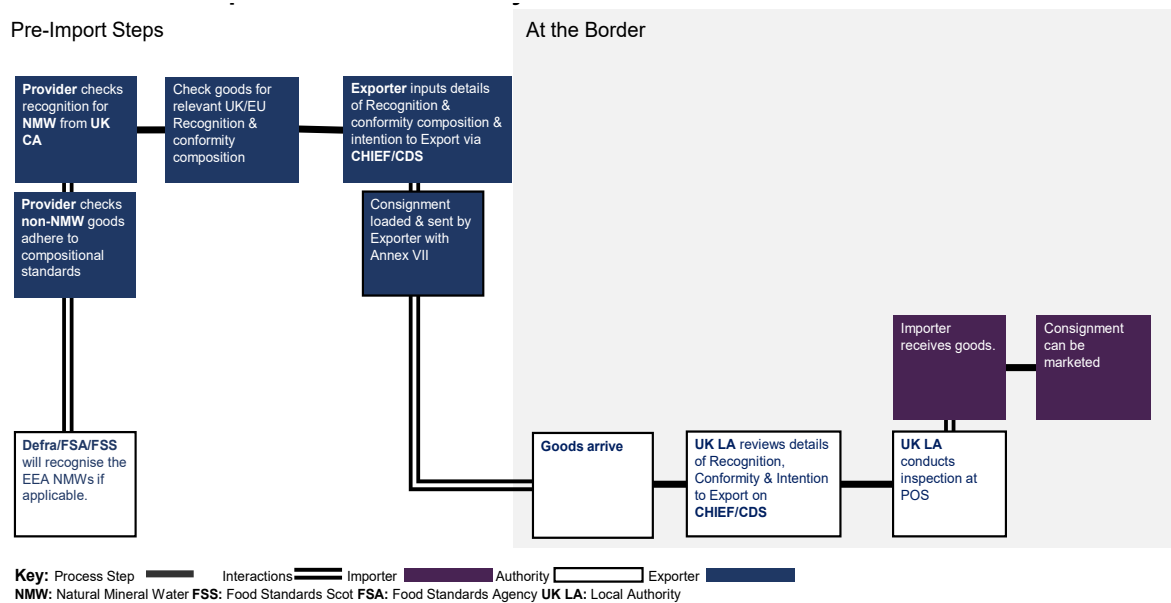 Pre-Import Steps
At the Border
Provider checks
recognition for
NMW from UK
CA
Check goods for
relevant UK/EU
Recognition &
conformity
composition
Exporter inputs details
of Recognition &
conformity composition &
intention to Export via
CHIEF/CDS
Provider checks
non-NMW goods
adhere to
compositional
standards
Consignment
loaded & sent by
Exporter with
Annex VII
Importer
receives goods.
Consignment
can be
marketed
Defra/FSA/FSS
will recognise the
EEA NMWs if
applicable.
Goods arrive
UK LA reviews details
of Recognition,
Conformity & Intention
to Export on
CHIEF/CDS
UK LA
conducts
inspection at
POS
Key: Process Step Interactions Importer Authority Exporter
NMW: Natural Mineral Water FSS: Food Standards Scot FSA: Food Standards Agency UK LA: Local Authority